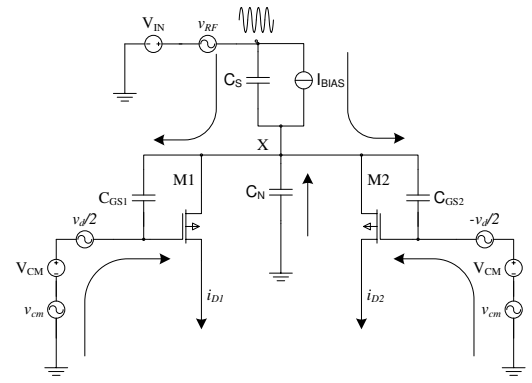 V_IN v_RF
C_S I_BIAS
X
C_GS1 M1 C_N M2 C_GS2
v_d/2 -v_d/2
V_CM V_CM
v_cm i_D1 i_D2 v_cm